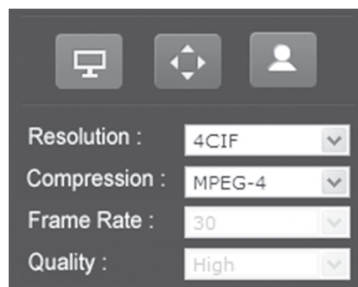 Resolution : 4CIF
Compression : MPEG-4
Frame Rate : 30
Quality : High